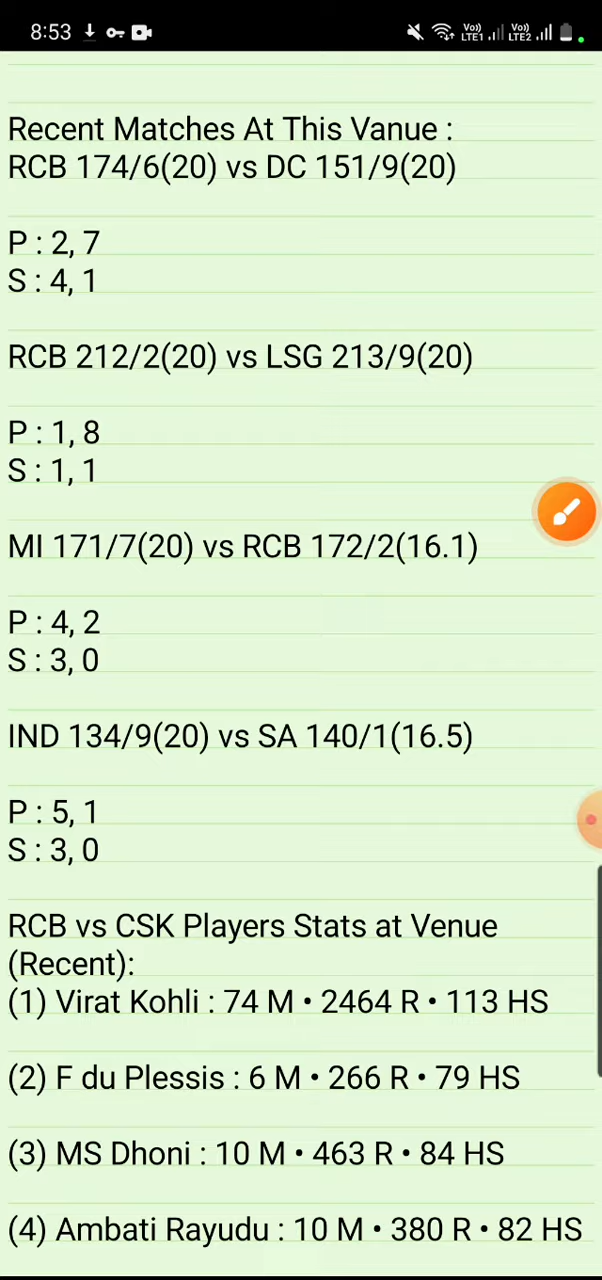 8:53
Vo)) LTE1 Vo)) LTE2
Recent Matches At This Vanue :
RCB 174/6(20) vs DC 151/9(20)
P : 2, 7
S : 4, 1
RCB 212/2(20) vs LSG 213/9(20)
P : 1, 8
S : 1, 1
MI 171/7(20) vs RCB 172/2(16.1)
P : 4, 2
S : 3, 0
IND 134/9(20) vs SA 140/1(16.5)
P : 5, 1
S : 3, 0
RCB vs CSK Players Stats at Venue
(Recent):
(1) Virat Kohli : 74 M • 2464 R • 113 HS
(2) F du Plessis : 6 M • 266 R • 79 HS
(3) MS Dhoni : 10 M • 463 R • 84 HS
(4) Ambati Rayudu : 10 M • 380 R • 82 HS